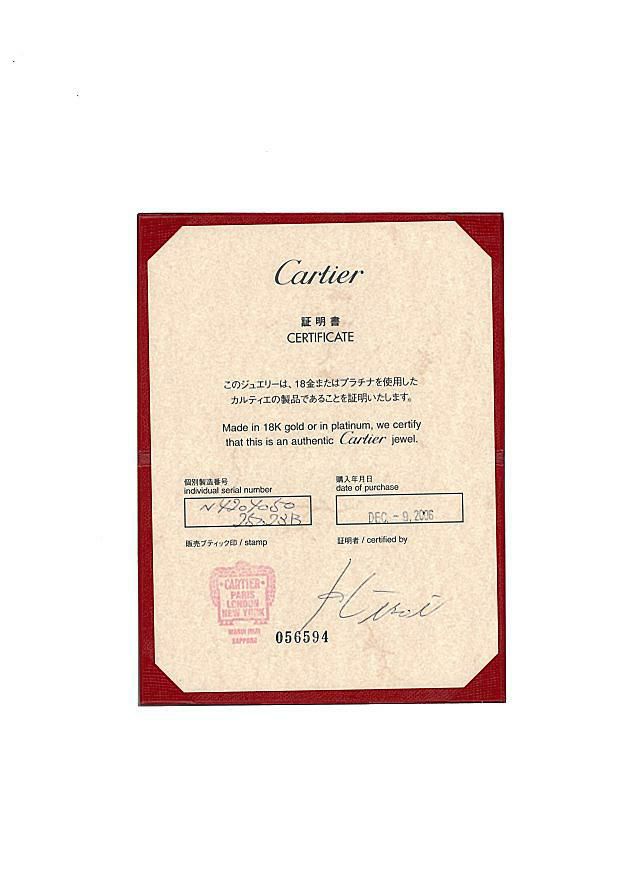 Cartier
証明書
CERTIFICATE
このジュエリーは、18金またはプラチナを使用した
カルティエの製品であることを証明いたします。
Made in 18K gold or in platinum, we certify
that this is an authentic Cartier jewel.
個別製造番号
individual serial number
N4204050
購入年月日
date of purchase
DEC. - 9. 2006
販売ブティック印 / stamp
証明者 / certified by
CARTIER
PARIS
LONDON
NEW YORK
SAPPORO
056594